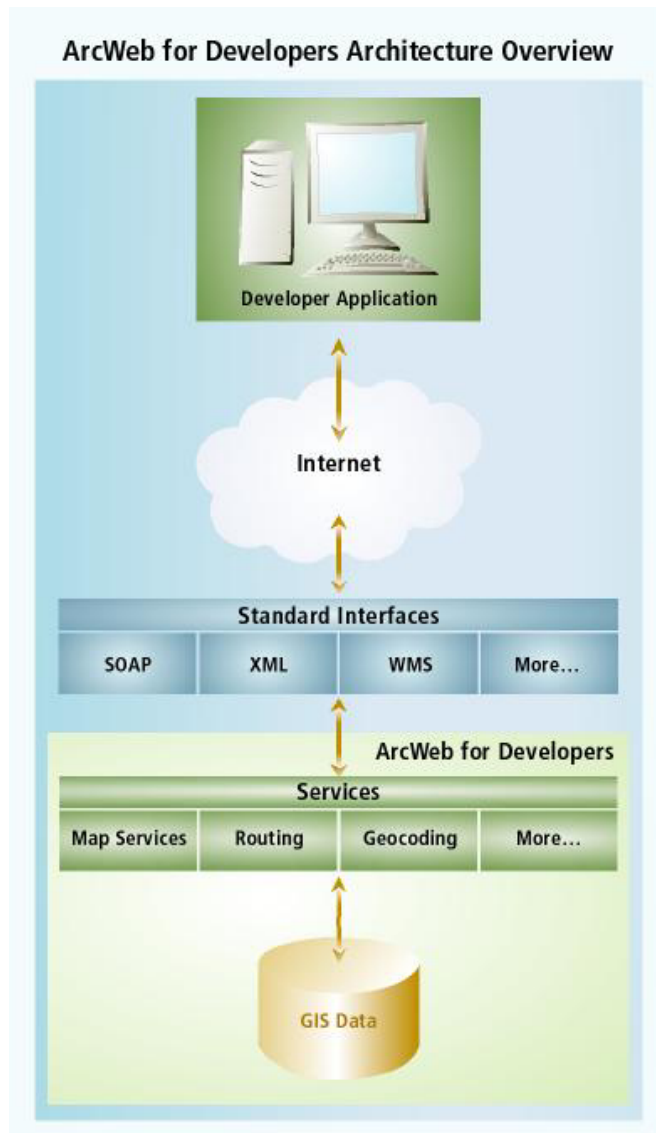 ArcWeb for Developers Architecture Overview
Developer Application
Internet
Standard Interfaces
SOAP XML WMS More...
ArcWeb for Developers
Services
Map Services Routing Geocoding More...
GIS Data